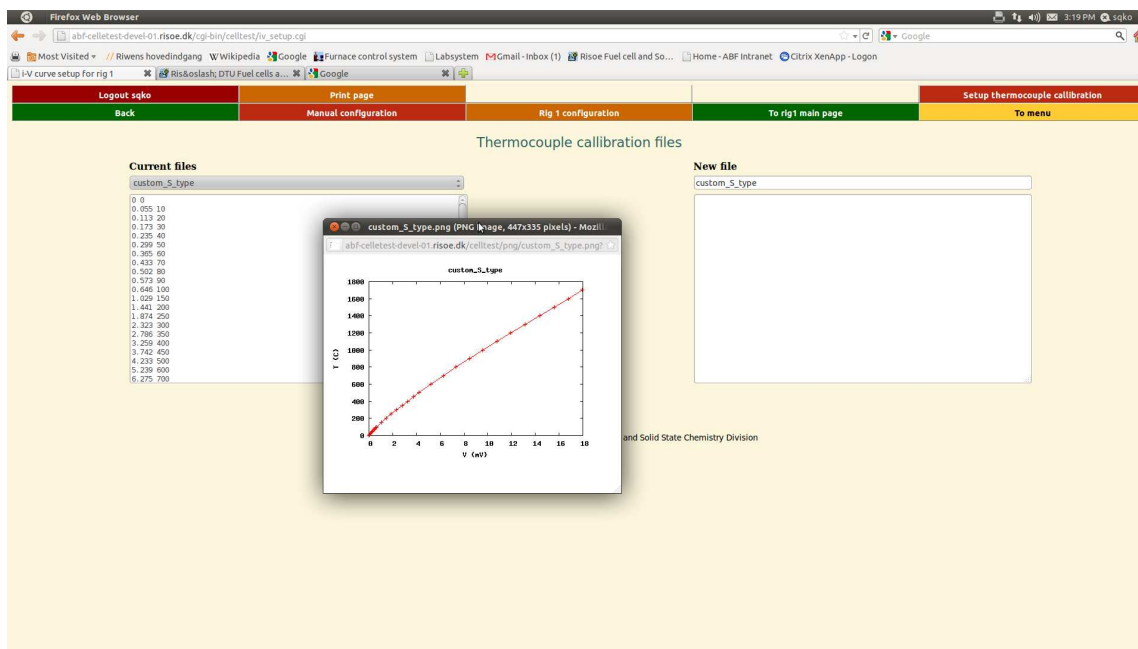 Firefox Web Browser
3:19 PM sqko
abf-celletest-devel-01.risoe.dk/cgi-bin/celltest/iv_setup.cgi
Google
Most Visited Riwens hovedindgang Wikipedia Google Furnace control system Labsystem Gmail - Inbox (1) Risoe Fuel cell and So... Home - ABF Intranet Citrix XenApp - Logon
i-V curve setup for rig 1 Ris&oslash; DTU Fuel cells a... Google
Logout sqko Print page Setup thermocouple callibration
Back Manual configuration Rig 1 configuration To rig1 main page To menu
Thermocouple callibration files
Current files New file
custom_S_type custom_S_type
0 0
0.055 10
0.113 20
0.173 30
0.235 40
0.299 50
0.365 60
0.433 70
0.502 80
0.573 90
0.646 100
1.029 150
1.441 200
1.874 250
2.323 300
2.786 350
3.259 400
3.742 450
4.233 500
5.239 600
6.275 700
custom_S_type.png (PNG Image, 447x335 pixels) - Mozill
abf-celletest-devel-01.risoe.dk/celltest/png/custom_S_type.png?
custom_S_type
1800
1600
1400
1200
1000
800
600
400
200
0
T (C)
0 2 4 6 8 10 12 14 16 18
V (mV)
and Solid State Chemistry Division